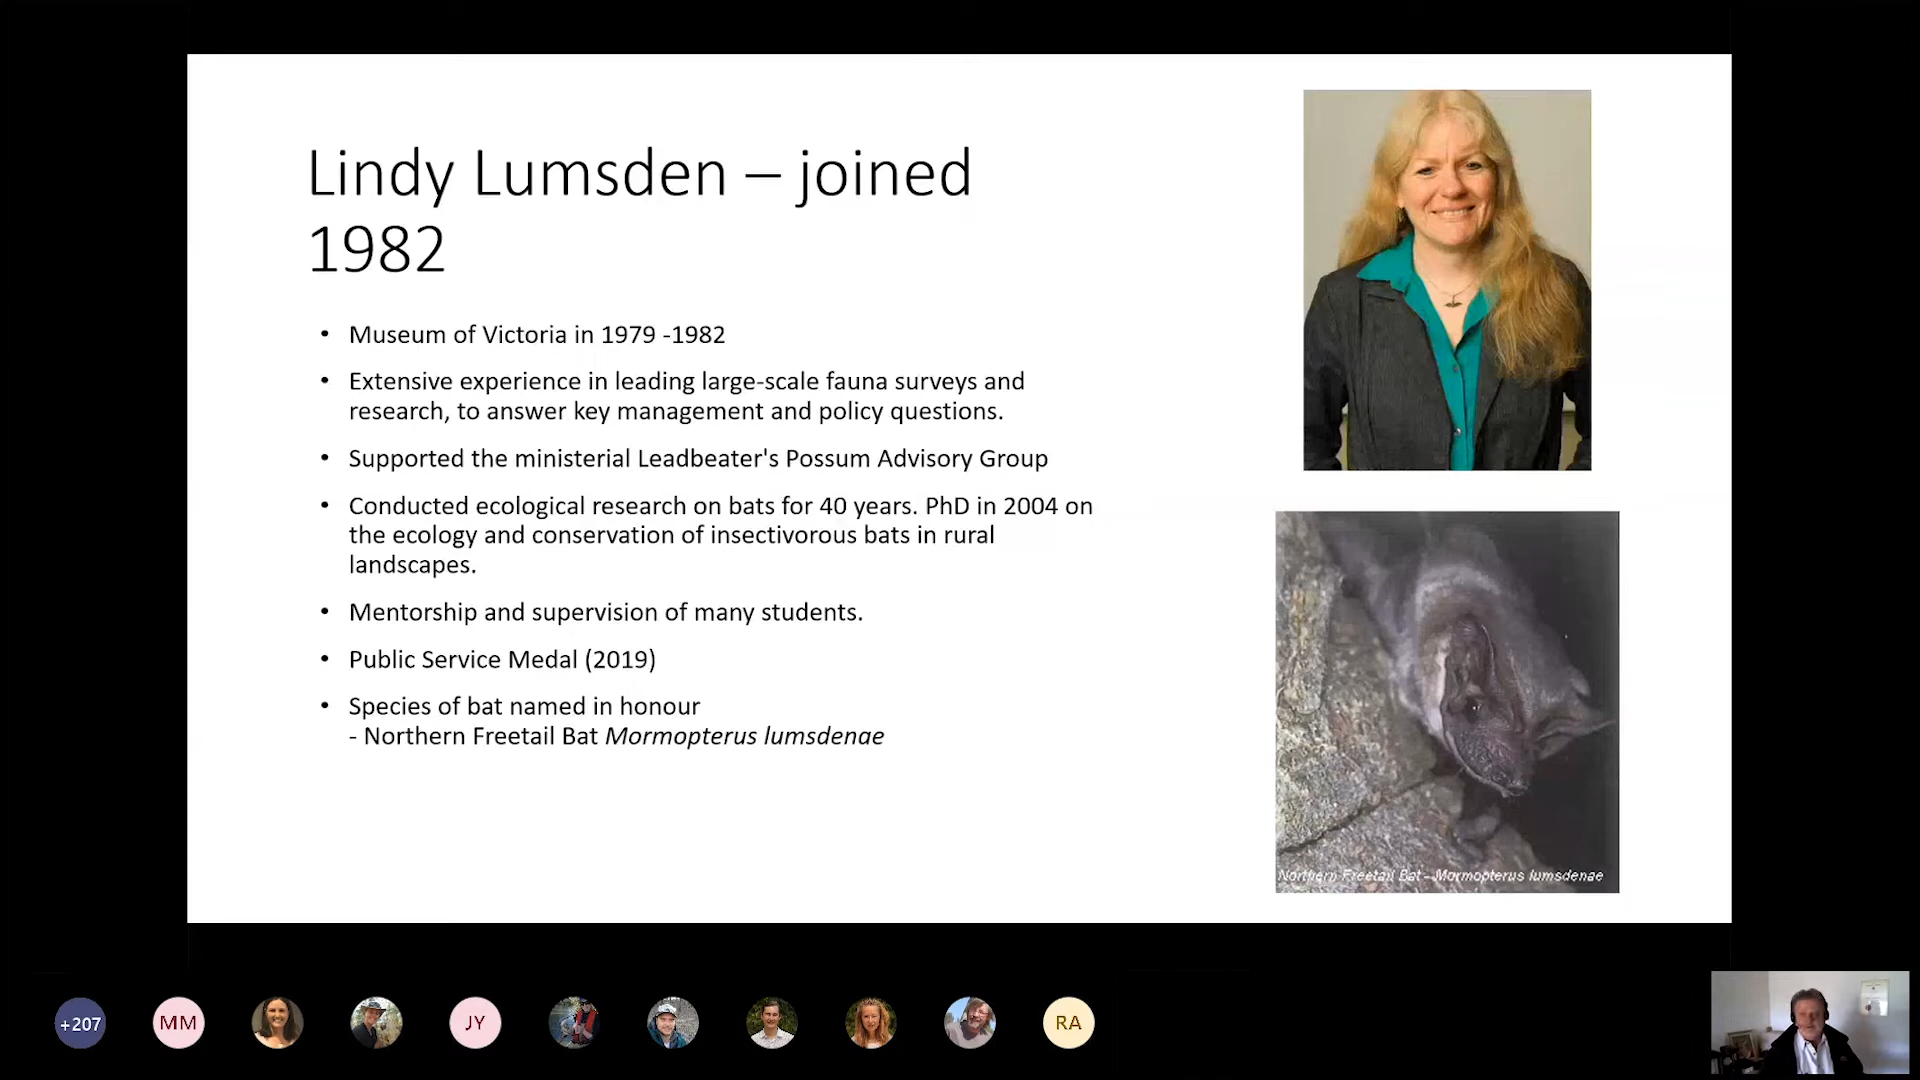 Lindy Lumsden – joined
1982
• Museum of Victoria in 1979 -1982
• Extensive experience in leading large-scale fauna surveys and
research, to answer key management and policy questions.
• Supported the ministerial Leadbeater's Possum Advisory Group
• Conducted ecological research on bats for 40 years. PhD in 2004 on
the ecology and conservation of insectivorous bats in rural
landscapes.
• Mentorship and supervision of many students.
• Public Service Medal (2019)
• Species of bat named in honour
- Northern Freetail Bat Mormopterus lumsdenae
Northern Freetail Bat - Mormopterus lumsdenae
+207
MM
JY
RA